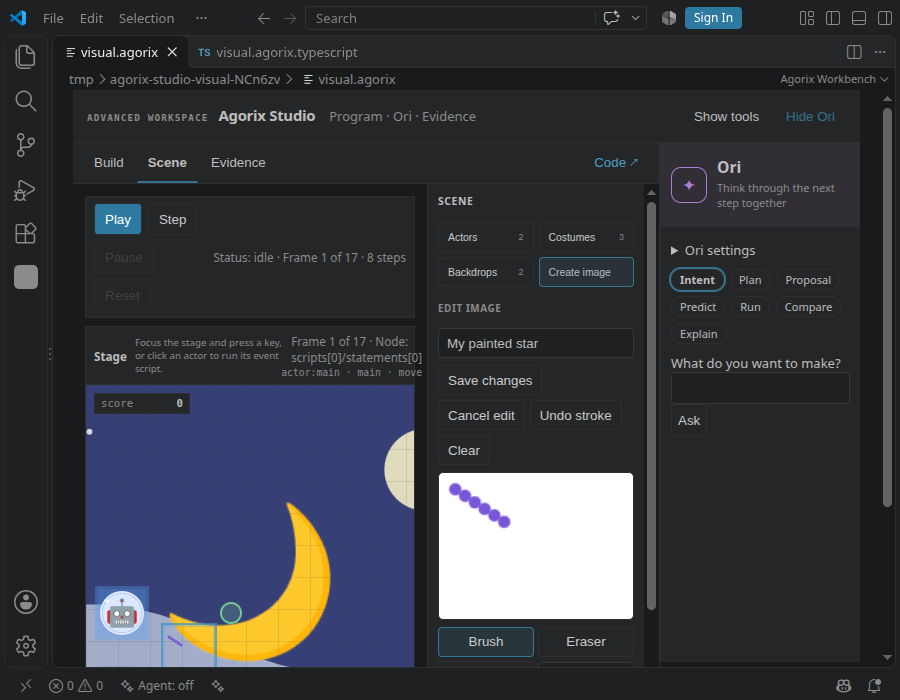 File Edit Selection ··· Search Sign In
visual.agorix TS visual.agorix.typescript
tmp > agorix-studio-visual-NCn6zv > visual.agorix Agorix Workbench
ADVANCED WORKSPACE Agorix Studio Program · Ori · Evidence Show tools Hide Ori
Build Scene Evidence Code ↗
Play Step
Pause Status: idle · Frame 1 of 17 · 8 steps
Reset
Stage
Focus the stage and press a key,
or click an actor to run its event
script.
Frame 1 of 17 · Node:
scripts[0]/statements[0]
actor:main · main · move
score 0
SCENE
Actors 2 Costumes 3
Backdrops 2 Create image
EDIT IMAGE
My painted star
Save changes
Cancel edit Undo stroke
Clear
Brush Eraser
Ori
Think through the next
step together
Ori settings
Intent Plan Proposal
Predict Run Compare
Explain
What do you want to make?
Ask
0 0 Agent: off